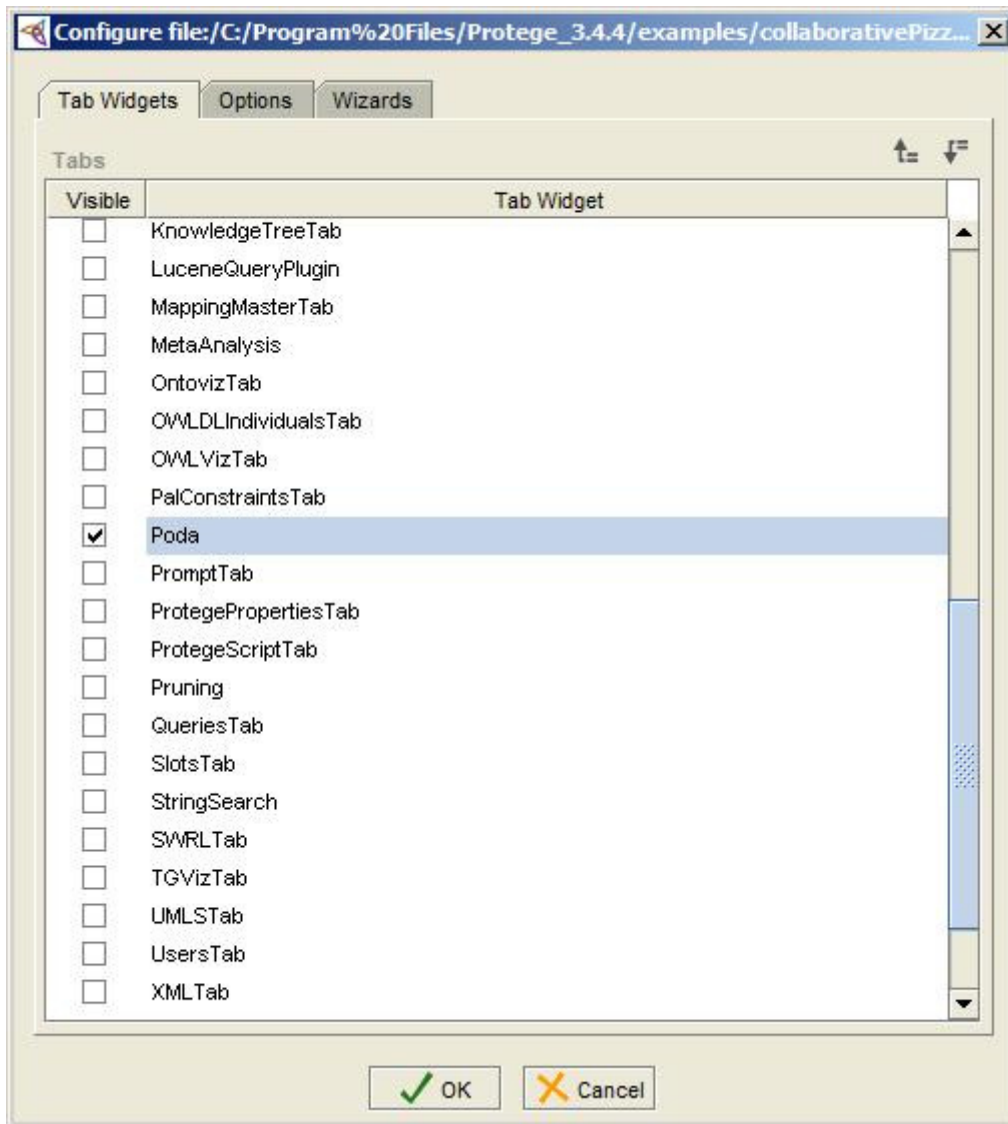 Configure file:/C:/Program%20Files/Protege_3.4.4/examples/collaborativePizz...
Tab Widgets Options Wizards
Tabs
Visible Tab Widget
KnowledgeTreeTab
LuceneQueryPlugin
MappingMasterTab
MetaAnalysis
OntovizTab
OWLDLIndividualsTab
OWLVizTab
PalConstraintsTab
Poda
PromptTab
ProtegePropertiesTab
ProtegeScriptTab
Pruning
QueriesTab
SlotsTab
StringSearch
SWRLTab
TGVizTab
UMLSTab
UsersTab
XMLTab
OK Cancel